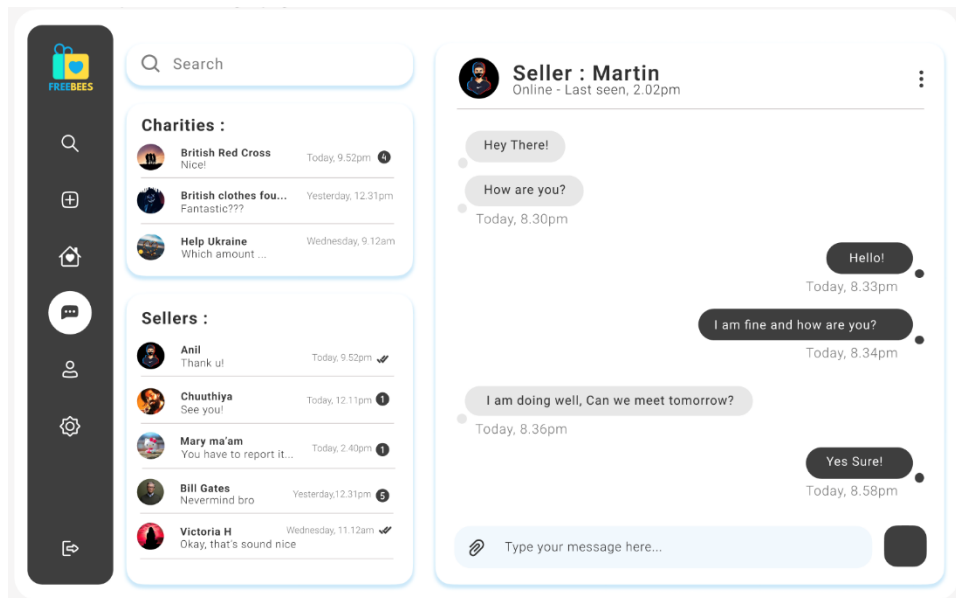 FREEBEES
Search
Charities :
British Red Cross
Nice!
Today, 9.52pm
4
British clothes fou...
Fantastic???
Yesterday, 12.31pm
Help Ukraine
Which amount ...
Wednesday, 9.12am
Sellers :
Anil
Thank u!
Today, 9.52pm
Chuuthiya
See you!
Today, 12.11pm
1
Mary ma'am
You have to report it...
Today, 2.40pm
1
Bill Gates
Nevermind bro
Yesterday,12.31pm
5
Victoria H
Okay, that's sound nice
Wednesday, 11.12am
Seller : Martin
Online - Last seen, 2.02pm
Hey There!
How are you?
Today, 8.30pm
Hello!
Today, 8.33pm
I am fine and how are you?
Today, 8.34pm
I am doing well, Can we meet tomorrow?
Today, 8.36pm
Yes Sure!
Today, 8.58pm
Type your message here...